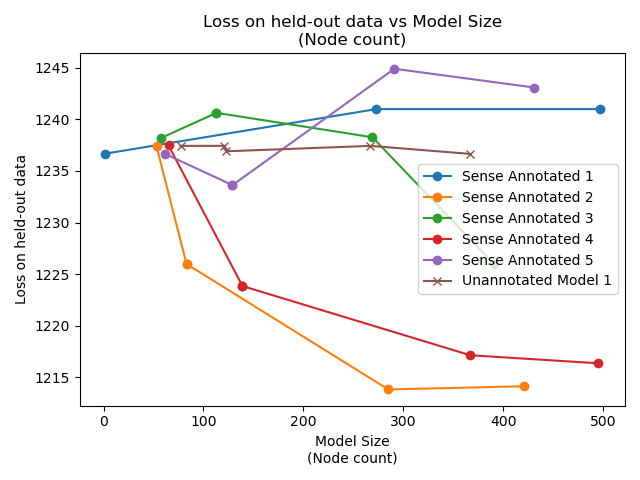 Loss on held-out data vs Model Size
(Node count)
Loss on held-out data
1245
1240
1235
1230
1225
1220
1215
Sense Annotated 1
Sense Annotated 2
Sense Annotated 3
Sense Annotated 4
Sense Annotated 5
Unannotated Model 1
0 100 200 300 400 500
Model Size
(Node count)